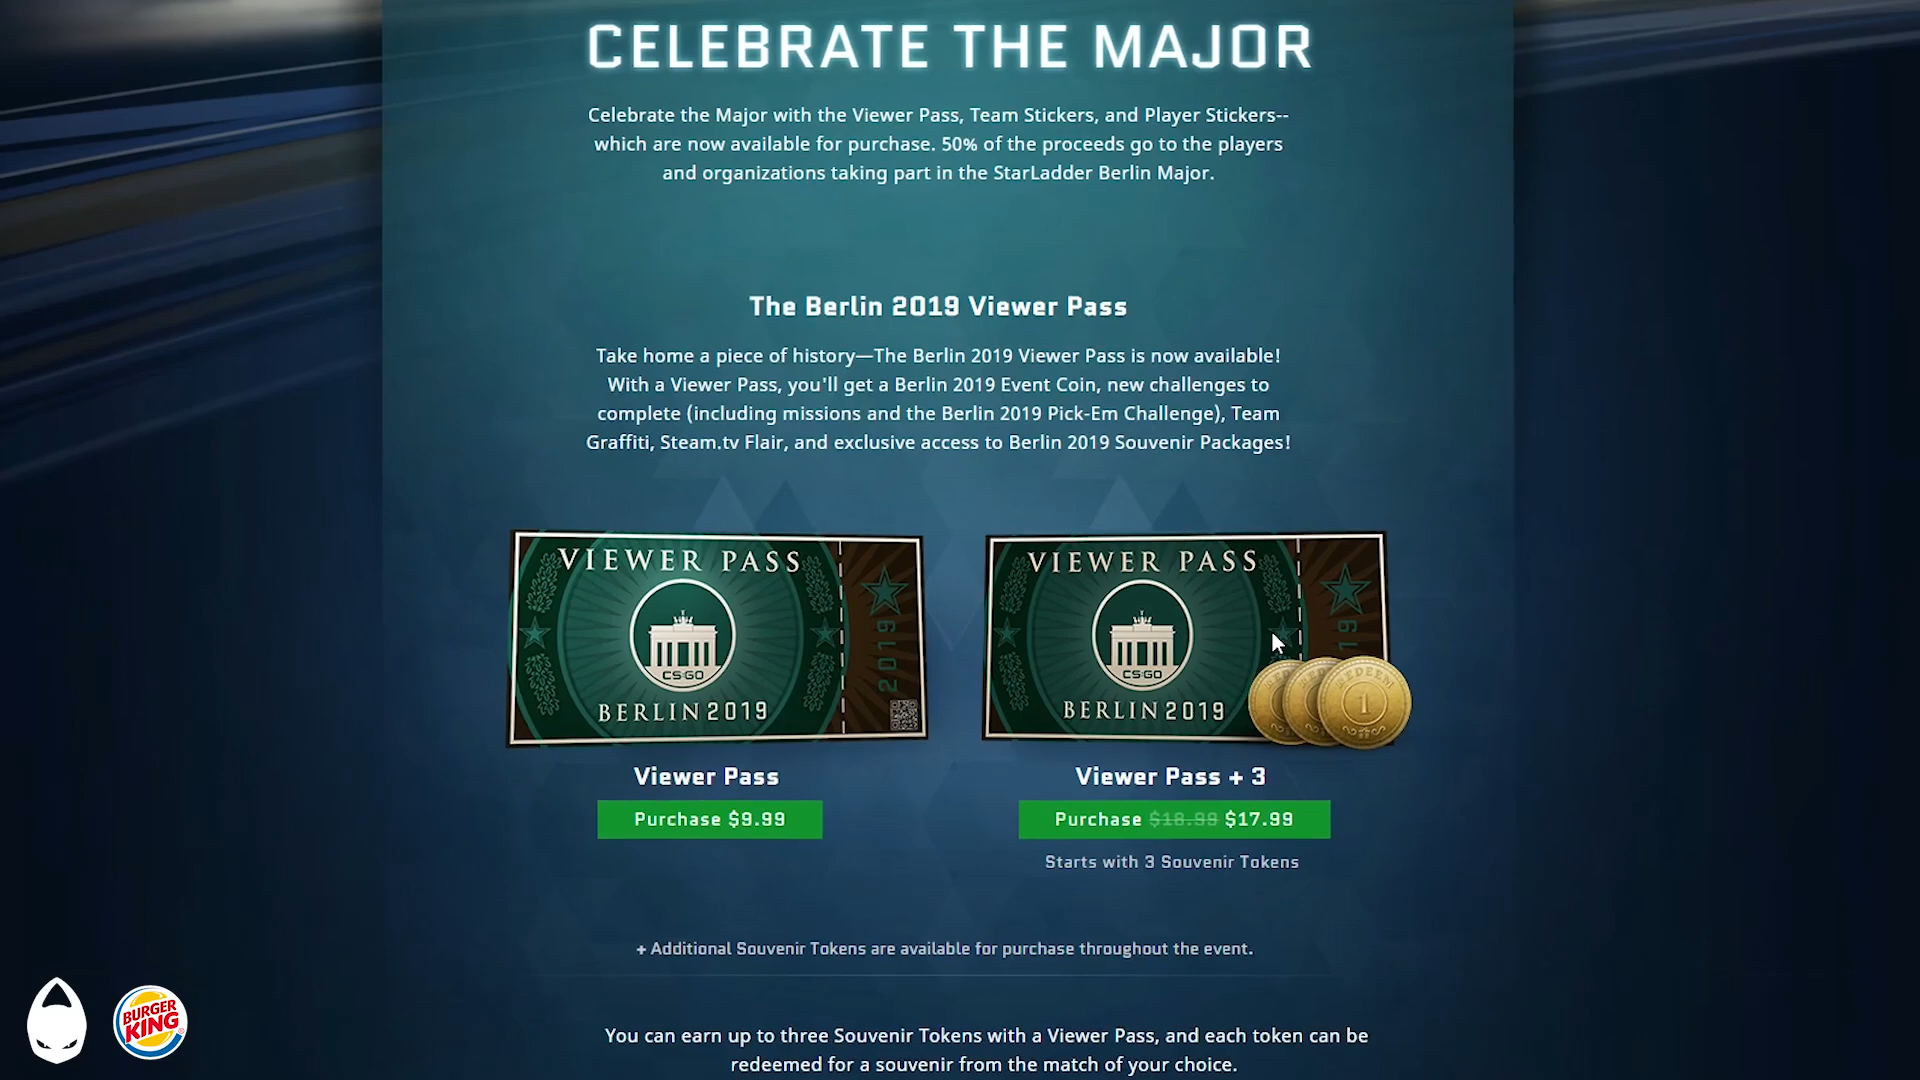 CELEBRATE THE MAJOR
Celebrate the Major with the Viewer Pass, Team Stickers, and Player Stickers--
which are now available for purchase. 50% of the proceeds go to the players
and organizations taking part in the StarLadder Berlin Major.
The Berlin 2019 Viewer Pass
Take home a piece of history—The Berlin 2019 Viewer Pass is now available!
With a Viewer Pass, you'll get a Berlin 2019 Event Coin, new challenges to
complete (including missions and the Berlin 2019 Pick-Em Challenge), Team
Graffiti, Steam.tv Flair, and exclusive access to Berlin 2019 Souvenir Packages!
VIEWER PASS
CS:GO
BERLIN 2019
2019
VIEWER PASS
CS:GO
BERLIN 2019
19
REDEEM
1
Viewer Pass
Purchase $9.99
Viewer Pass + 3
Purchase $18.99 $17.99
Starts with 3 Souvenir Tokens
+ Additional Souvenir Tokens are available for purchase throughout the event.
BURGER
KING
You can earn up to three Souvenir Tokens with a Viewer Pass, and each token can be
redeemed for a souvenir from the match of your choice.